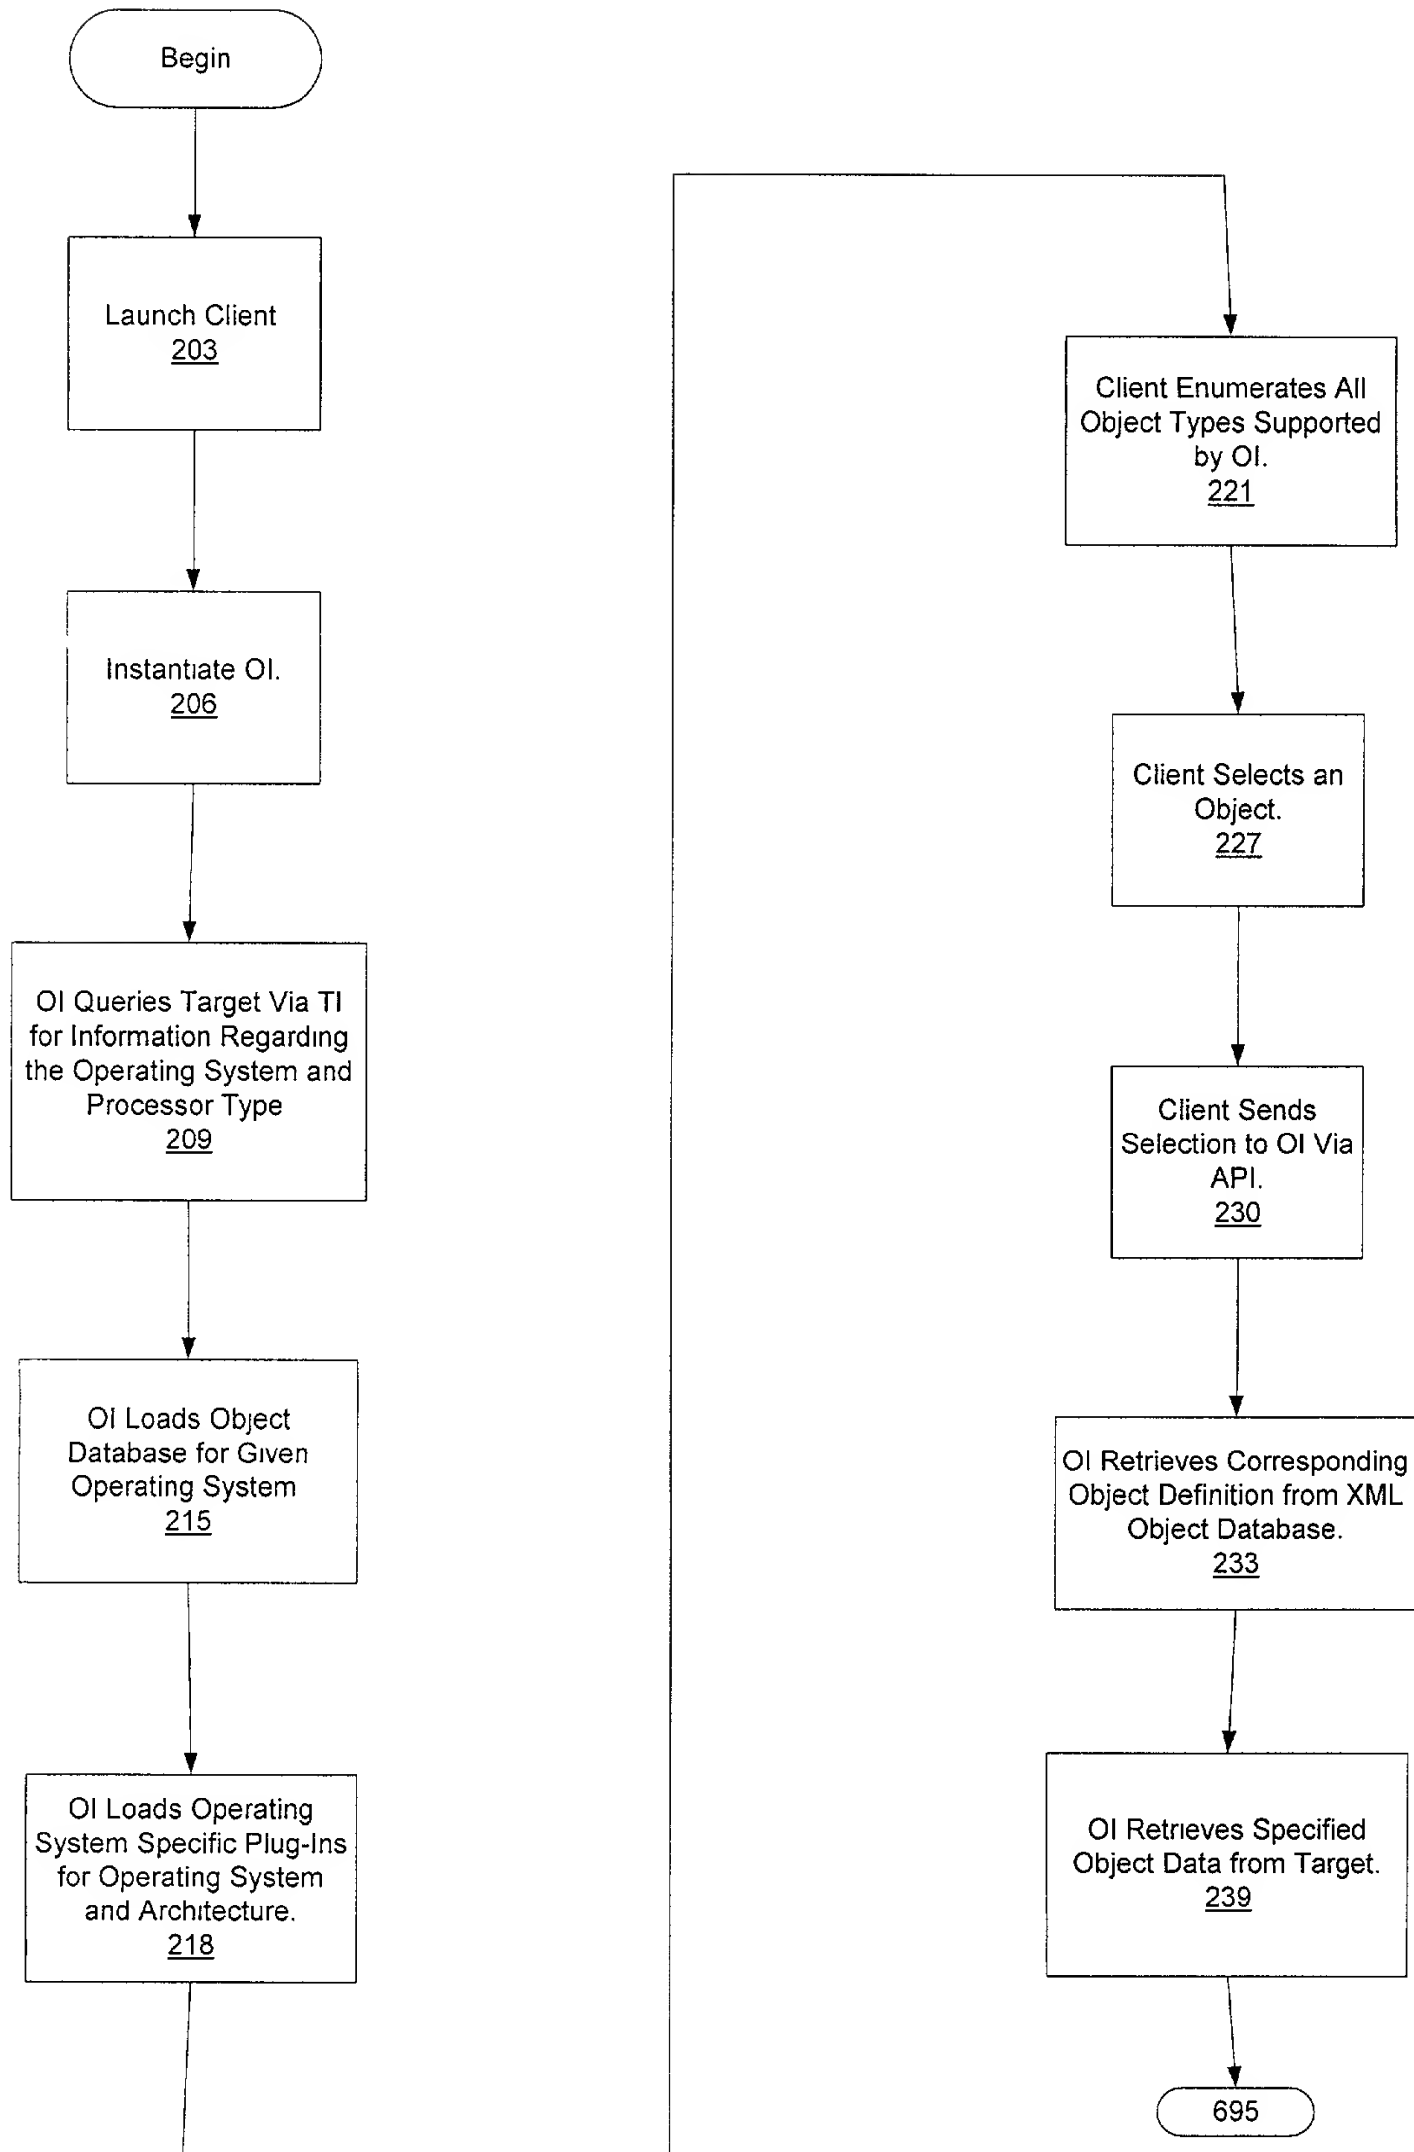 Begin
Launch Client
203
Instantiate OI.
206
OI Queries Target Via TI
for Information Regarding
the Operating System and
Processor Type
209
OI Loads Object
Database for Given
Operating System
215
OI Loads Operating
System Specific Plug-Ins
for Operating System
and Architecture.
218
Client Enumerates All
Object Types Supported
by OI.
221
Client Selects an
Object.
227
Client Sends
Selection to OI Via
API.
230
OI Retrieves Corresponding
Object Definition from XML
Object Database.
233
OI Retrieves Specified
Object Data from Target.
239
695